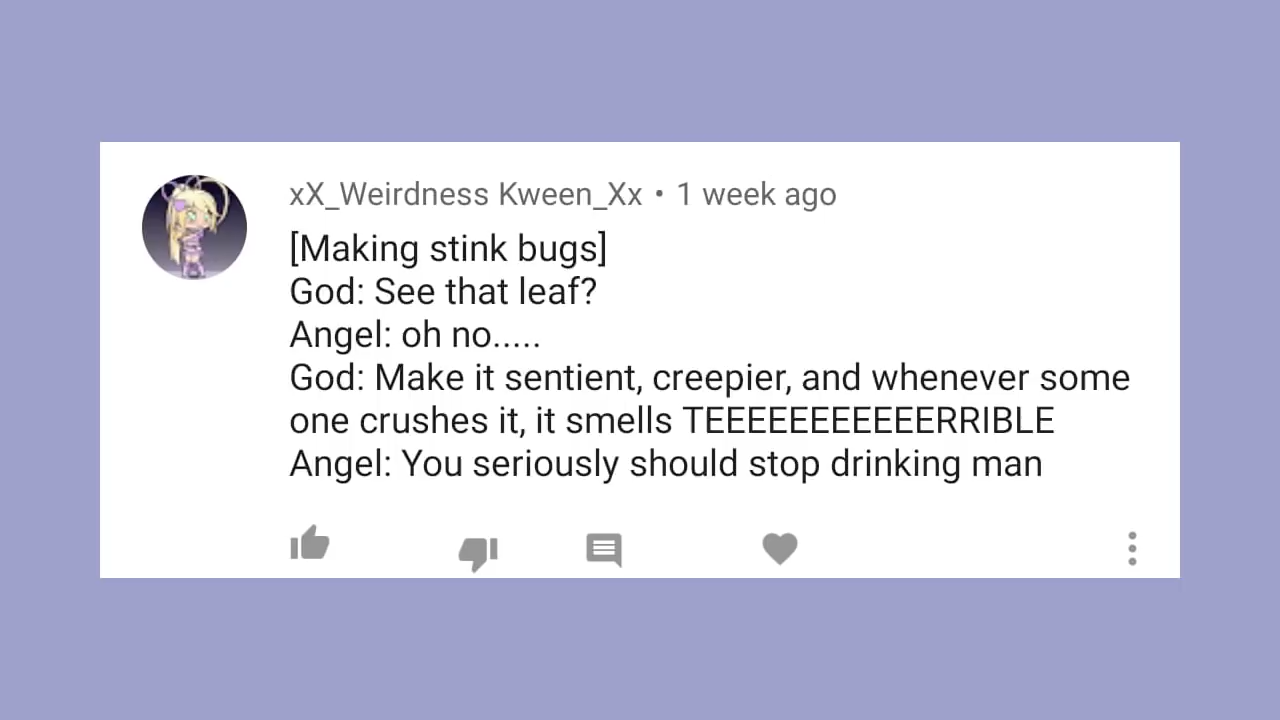 xX_Weirdness Kween_Xx • 1 week ago
[Making stink bugs]
God: See that leaf?
Angel: oh no.....
God: Make it sentient, creepier, and whenever some
one crushes it, it smells TEEEEEEEEEEERRIBLE
Angel: You seriously should stop drinking man